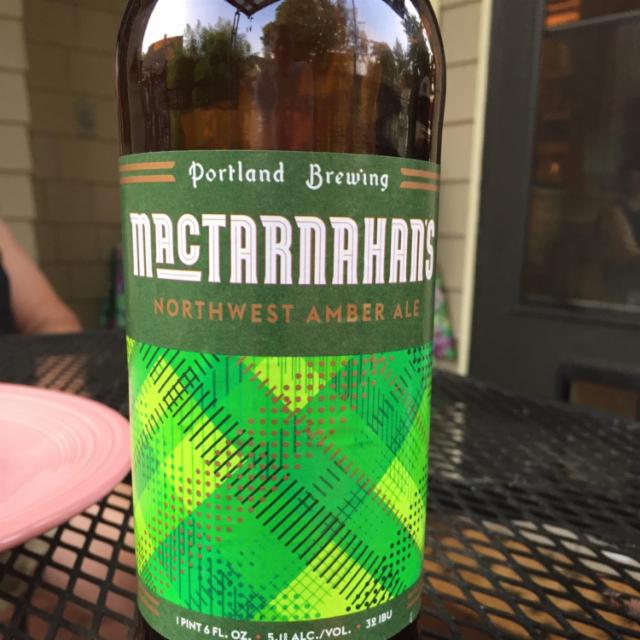 Portland Brewing
MACTARNAHAN'S
NORTHWEST AMBER ALE
1 PINT 6 FL. OZ. • 5.1% ALC./VOL. • 32 IBU